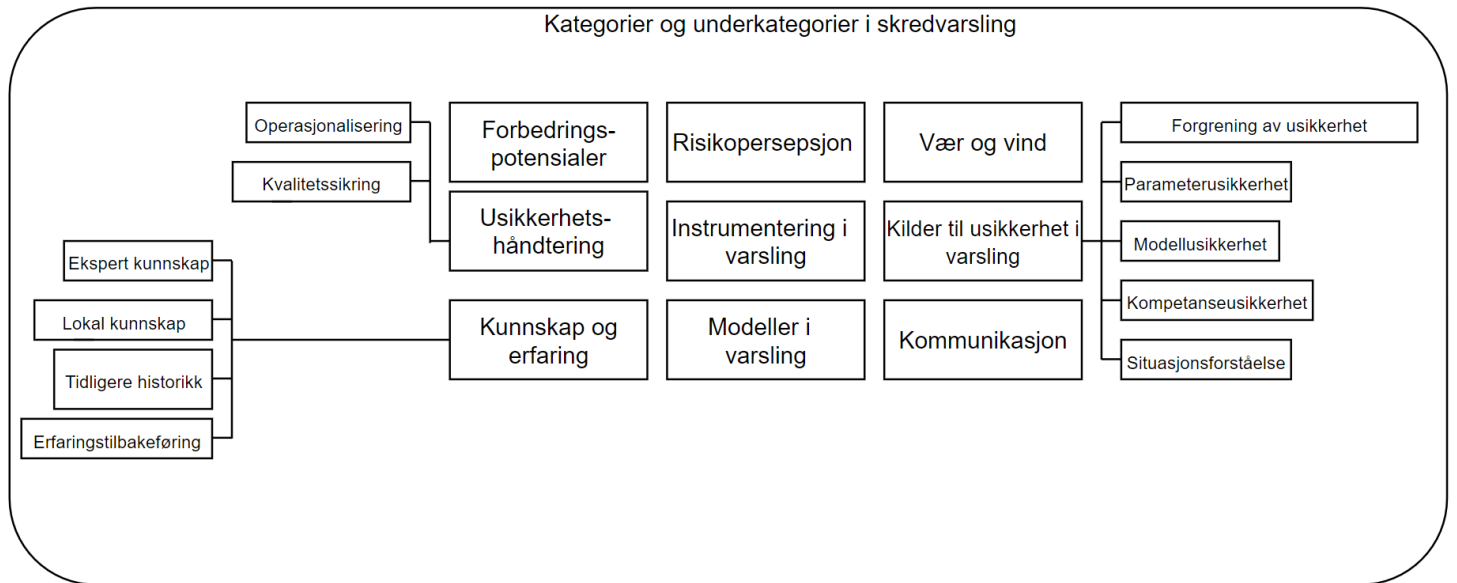 Kategorier og underkategorier i skredvarsling
Operasjonalisering
Kvalitetssikring
Ekspert kunnskap
Lokal kunnskap
Tidligere historikk
Erfaringstilbakeføring
Forbedrings-
potensialer
Risikopersepsjon
Vær og vind
Usikkerhets-
håndtering
Instrumentering i
varsling
Kilder til usikkerhet i
varsling
Kunnskap og
erfaring
Modeller i
varsling
Kommunikasjon
Forgrening av usikkerhet
Parameterusikkerhet
Modellusikkerhet
Kompetanseusikkerhet
Situasjonsforståelse